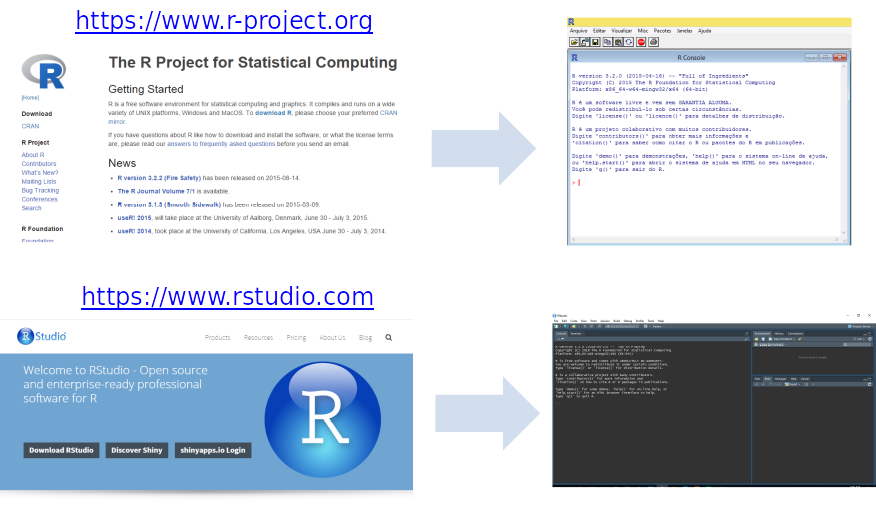 https://www.r-project.org
R
[Home]
Download
CRAN
R Project
About R
Contributors
What's New?
Mailing Lists
Bug Tracking
Conferences
Search
R Foundation
Foundation
The R Project for Statistical Computing
Getting Started
R is a free software environment for statistical computing and graphics. It compiles and runs on a wide
variety of UNIX platforms, Windows and MacOS. To download R, please choose your preferred CRAN
mirror.
If you have questions about R like how to download and install the software, or what the license terms
are, please read our answers to frequently asked questions before you send an email.
News
• R version 3.2.2 (Fire Safety) has been released on 2015-08-14.
• The R Journal Volume 7/1 is available.
• R version 3.1.3 (Smooth Sidewalk) has been released on 2015-03-09.
• useR! 2015, will take place at the University of Aalborg, Denmark, June 30 - July 3, 2015.
• useR! 2014, took place at the University of California, Los Angeles, USA June 30 - July 3, 2014.
Arquivo Editar Visualizar Misc Pacotes Janelas Ajuda
R Console
R version 3.2.0 (2015-04-16) -- "Full of Ingredients"
Copyright (C) 2015 The R Foundation for Statistical Computing
Platform: x86_64-w64-mingw32/x64 (64-bit)
R é um software livre e vem sem GARANTIA ALGUMA.
Você pode redistribuí-lo sob certas circunstâncias.
Digite 'license()' ou 'licence()' para detalhes de distribuição.
R é um projeto colaborativo com muitos contribuidores.
Digite 'contributors()' para obter mais informações e
'citation()' para saber como citar o R ou pacotes do R em publicações.
Digite 'demo()' para demonstrações, 'help()' para o sistema on-line de ajuda,
ou 'help.start()' para abrir o sistema de ajuda em HTML no seu navegador.
Digite 'q()' para sair do R.
>
https://www.rstudio.com
R Studio
Products Resources Pricing About Us Blog
Welcome to RStudio - Open source
and enterprise-ready professional
software for R
Download RStudio Discover Shiny shinyapps.io Login
R